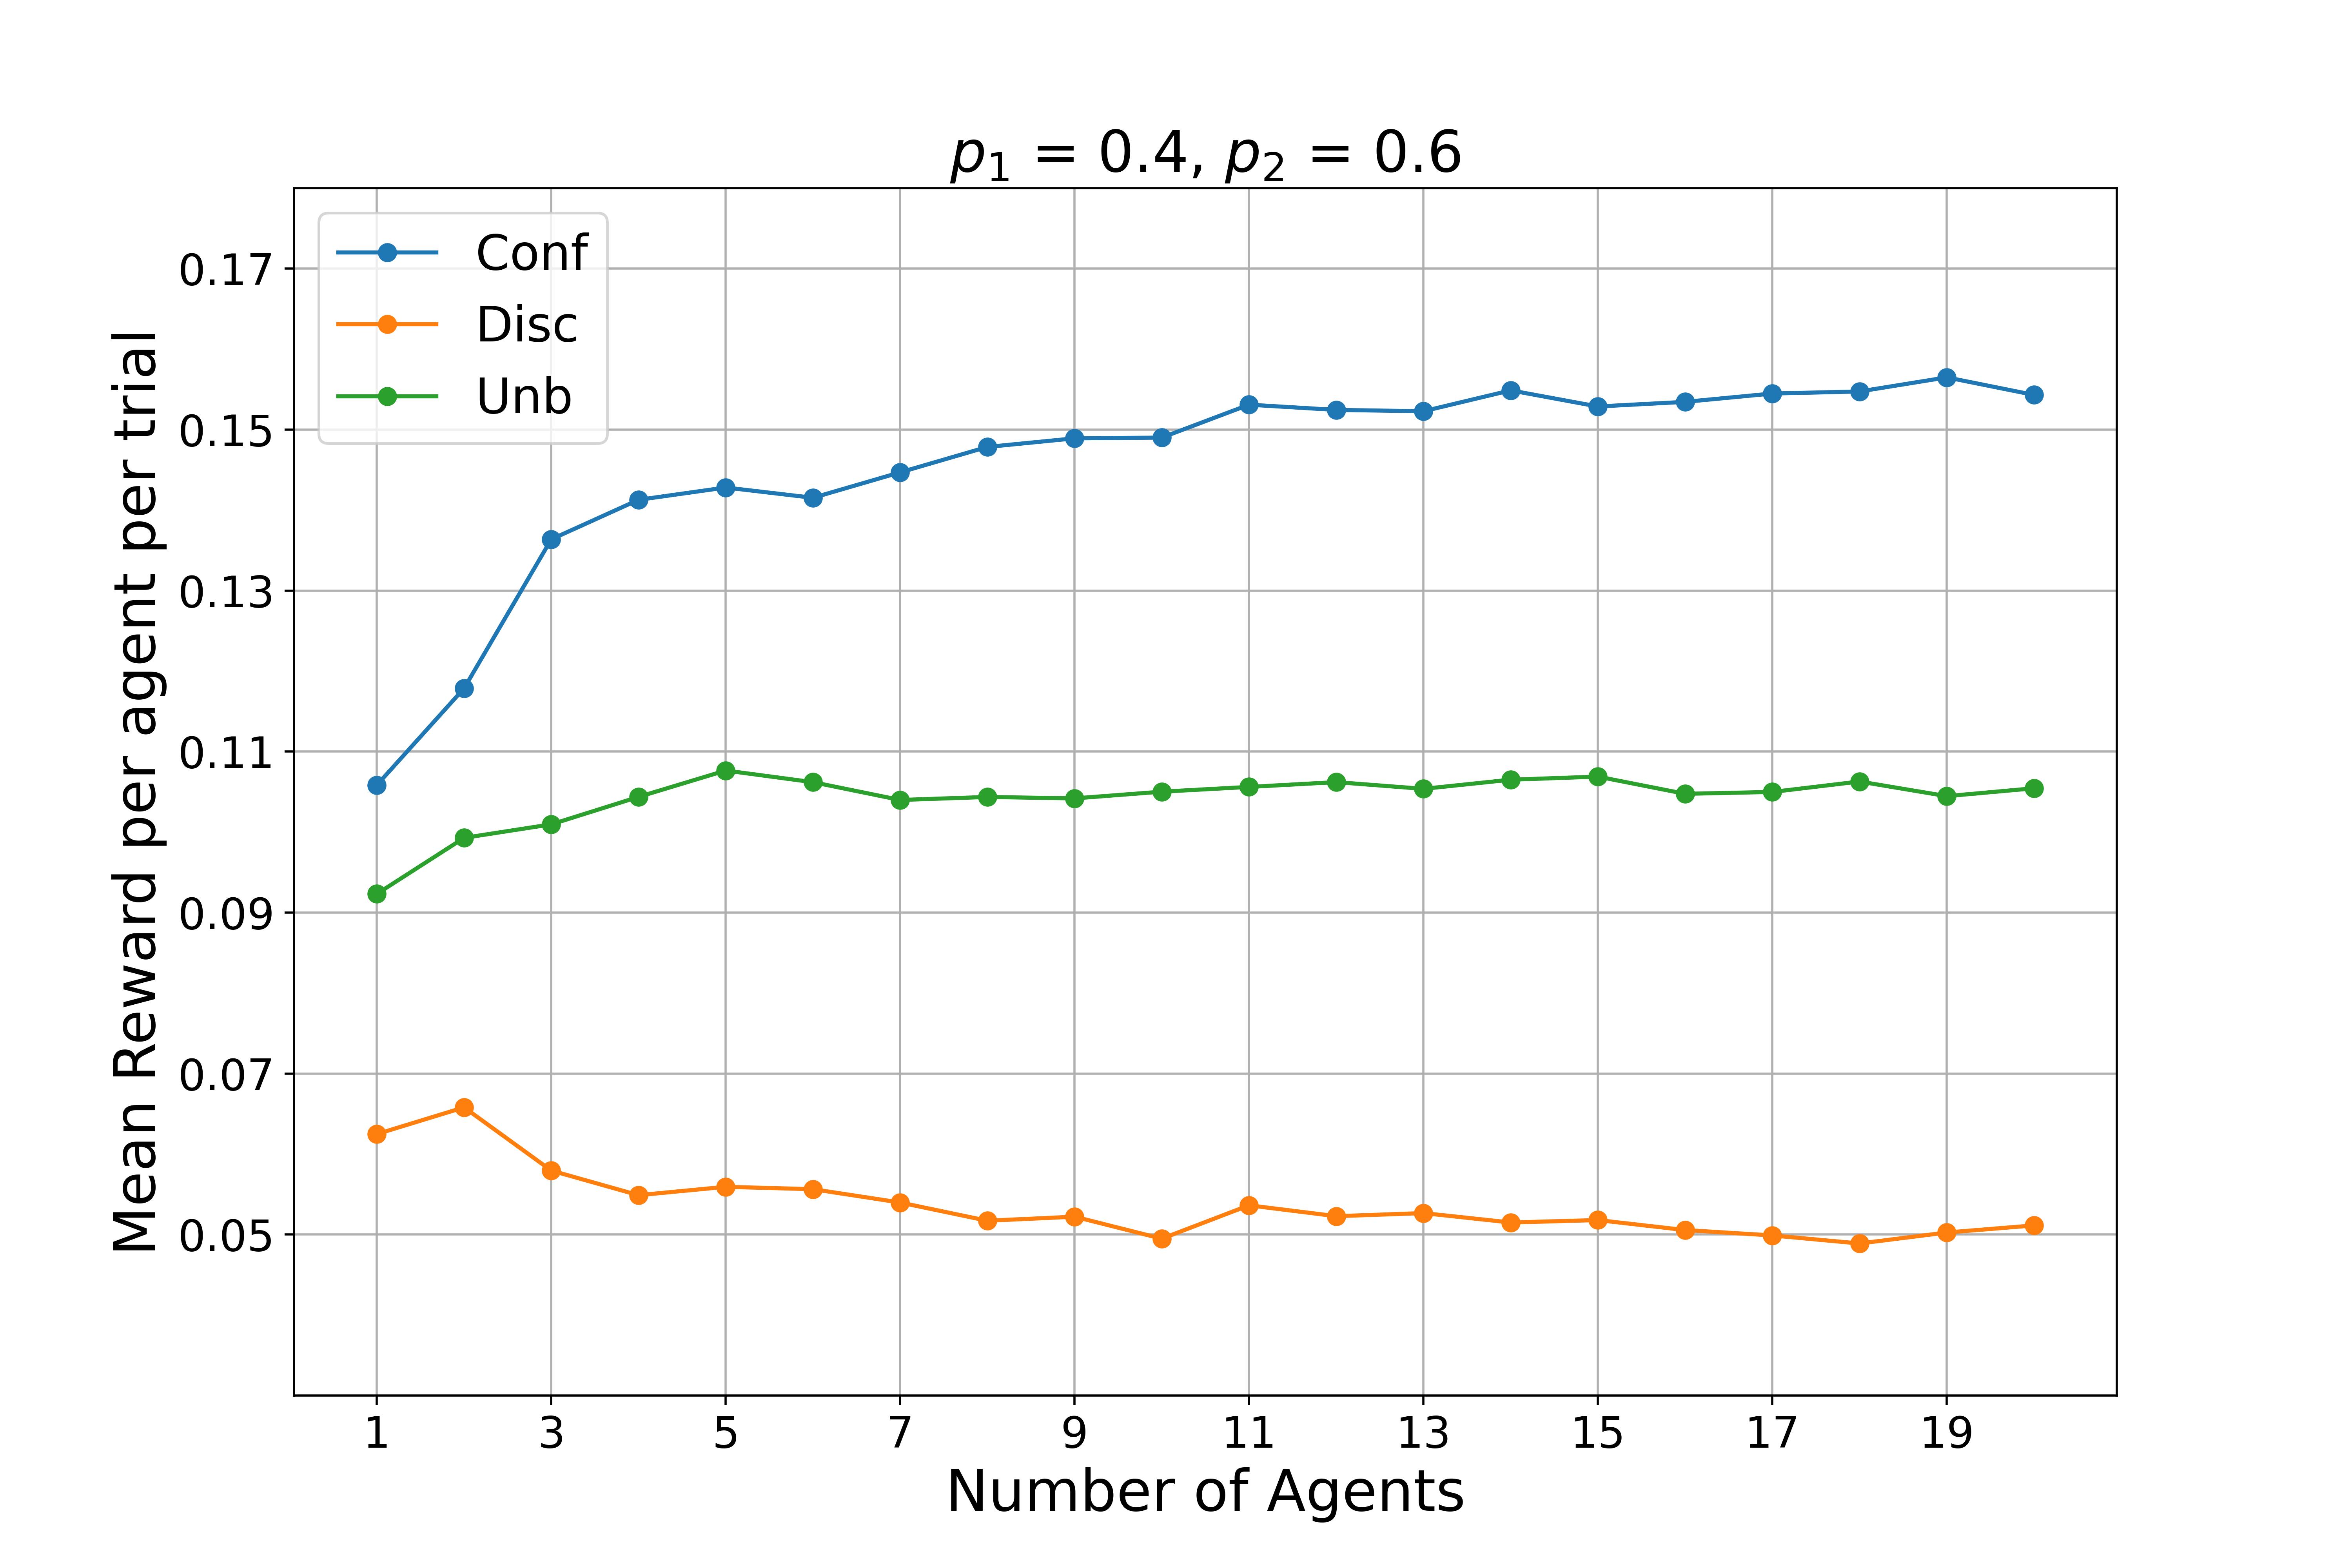 p₁ = 0.4, p₂ = 0.6
Conf
Disc
Unb
Mean Reward per agent per trial
0.17
0.15
0.13
0.11
0.09
0.07
0.05
1 3 5 7 9 11 13 15 17 19
Number of Agents